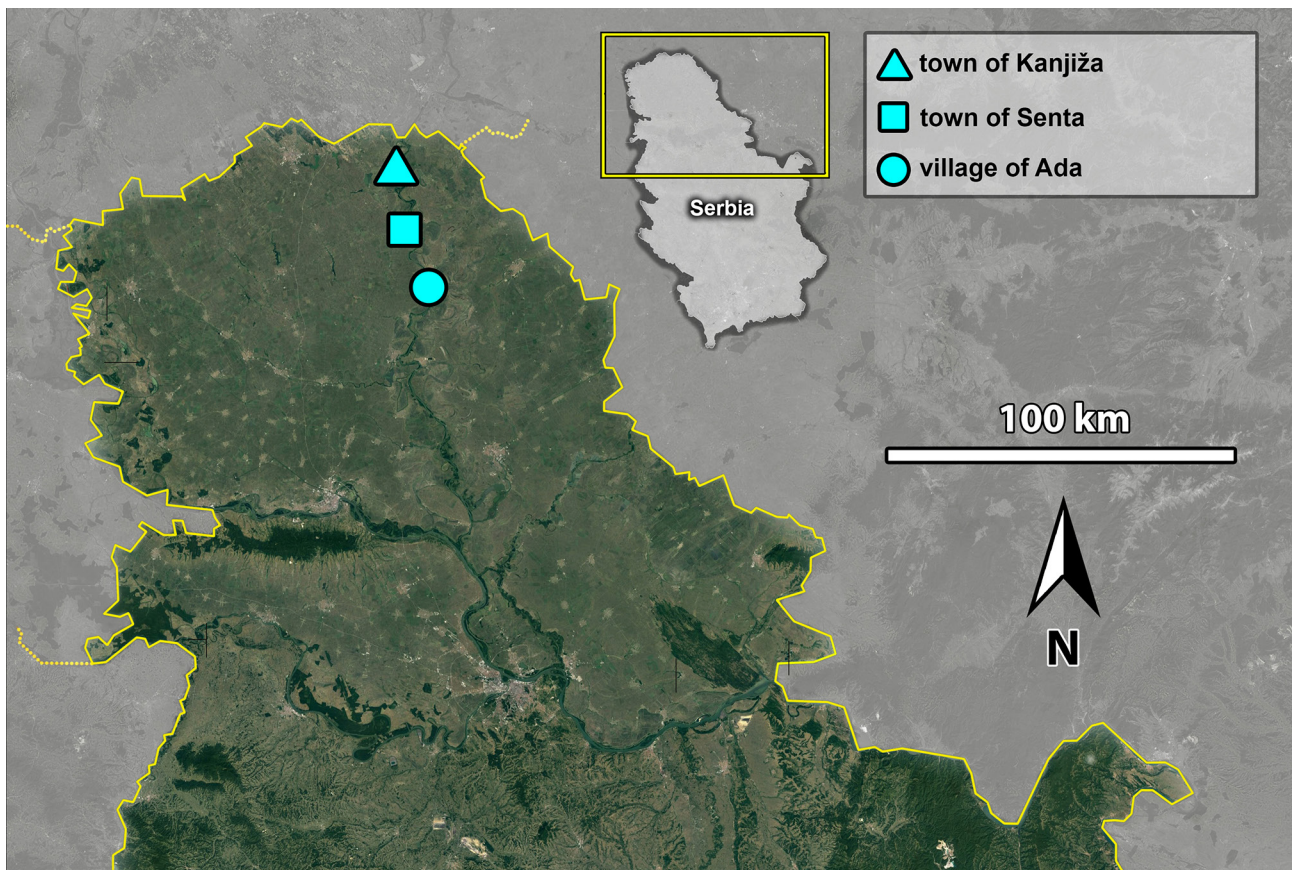 town of Kanjiža
town of Senta
village of Ada
Serbia
100 km
N